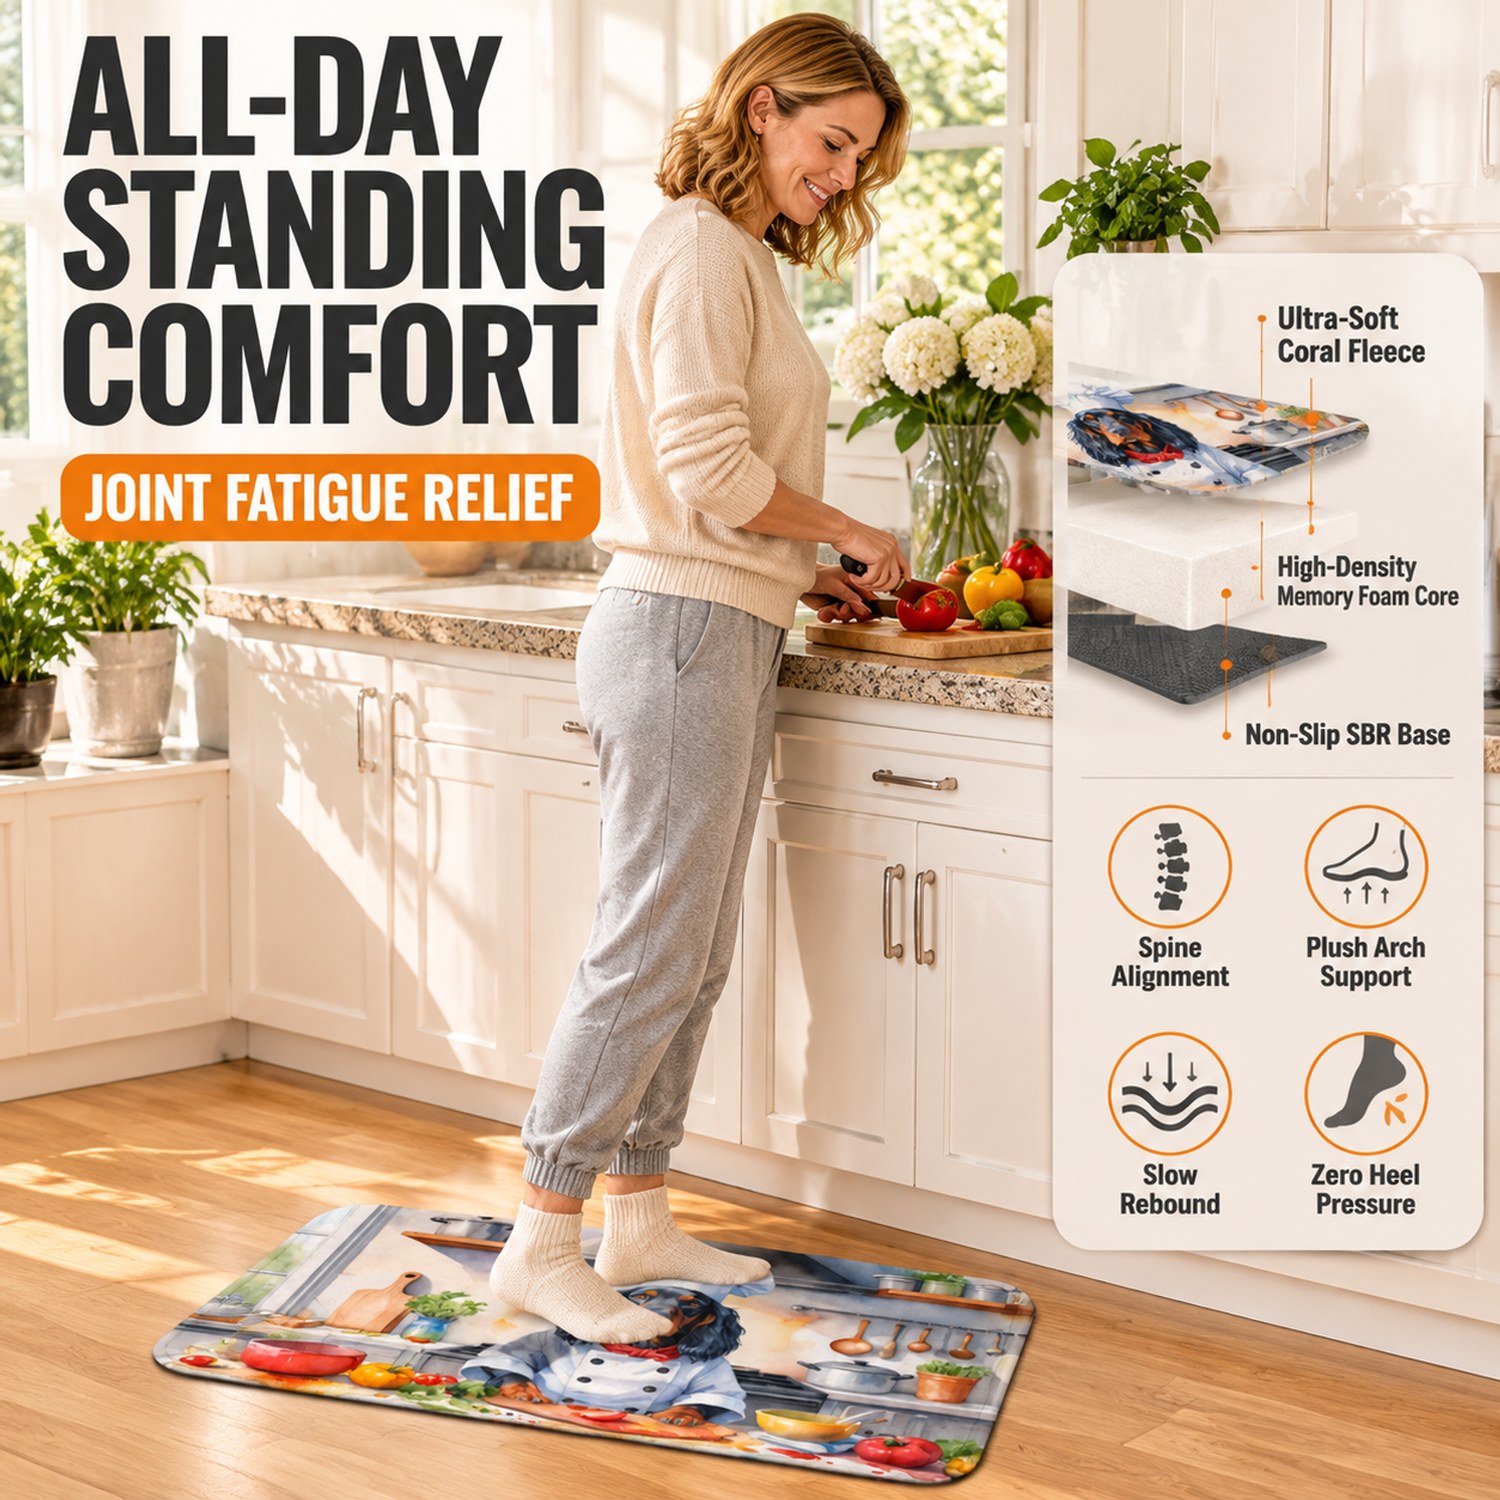 ALL-DAY
STANDING
COMFORT
JOINT FATIGUE RELIEF
Ultra-Soft
Coral Fleece
High-Density
Memory Foam Core
Non-Slip SBR Base
Spine
Alignment
Plush Arch
Support
Slow
Rebound
Zero Heel
Pressure